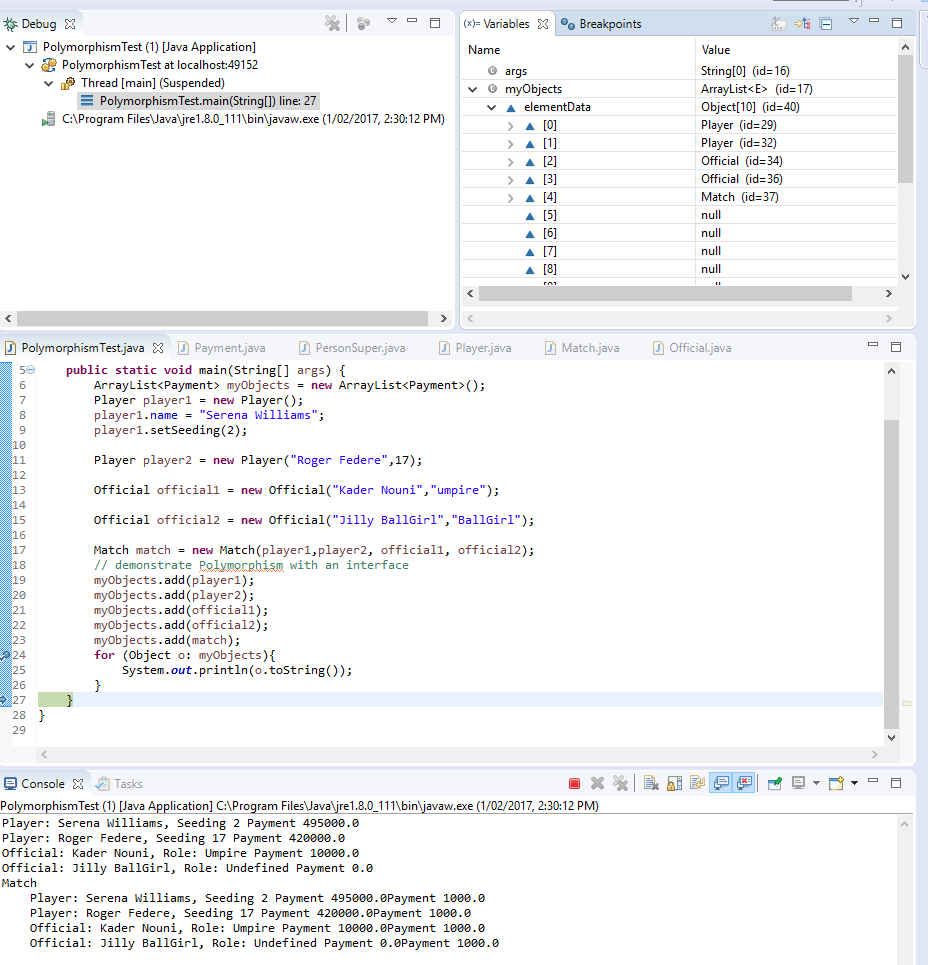 Debug
PolymorphismTest (1) [Java Application]
PolymorphismTest at localhost:49152
Thread [main] (Suspended)
PolymorphismTest.main(String[]) line: 27
C:\Program Files\Java\jre1.8.0_111\bin\javaw.exe (1/02/2017, 2:30:12 PM)
(x)= Variables Breakpoints
Name Value
args String[0] (id=16)
myObjects ArrayList<E> (id=17)
elementData Object[10] (id=40)
[0] Player (id=29)
[1] Player (id=32)
[2] Official (id=34)
[3] Official (id=36)
[4] Match (id=37)
[5] null
[6] null
[7] null
[8] null
PolymorphismTest.java Payment.java PersonSuper.java Player.java Match.java Official.java
5 public static void main(String[] args) {
6 ArrayList<Payment> myObjects = new ArrayList<Payment>();
7 Player player1 = new Player();
8 player1.name = "Serena Williams";
9 player1.setSeeding(2);
10
11 Player player2 = new Player("Roger Federe",17);
12
13 Official official1 = new Official("Kader Nouni","umpire");
14
15 Official official2 = new Official("Jilly BallGirl","BallGirl");
16
17 Match match = new Match(player1,player2, official1, official2);
18 // demonstrate Polymorphism with an interface
19 myObjects.add(player1);
20 myObjects.add(player2);
21 myObjects.add(official1);
22 myObjects.add(official2);
23 myObjects.add(match);
24 for (Object o: myObjects){
25 System.out.println(o.toString());
26 }
27 }
28 }
29
Console Tasks
PolymorphismTest (1) [Java Application] C:\Program Files\Java\jre1.8.0_111\bin\javaw.exe (1/02/2017, 2:30:12 PM)
Player: Serena Williams, Seeding 2 Payment 495000.0
Player: Roger Federe, Seeding 17 Payment 420000.0
Official: Kader Nouni, Role: Umpire Payment 10000.0
Official: Jilly BallGirl, Role: Undefined Payment 0.0
Match
Player: Serena Williams, Seeding 2 Payment 495000.0Payment 1000.0
Player: Roger Federe, Seeding 17 Payment 420000.0Payment 1000.0
Official: Kader Nouni, Role: Umpire Payment 10000.0Payment 1000.0
Official: Jilly BallGirl, Role: Undefined Payment 0.0Payment 1000.0